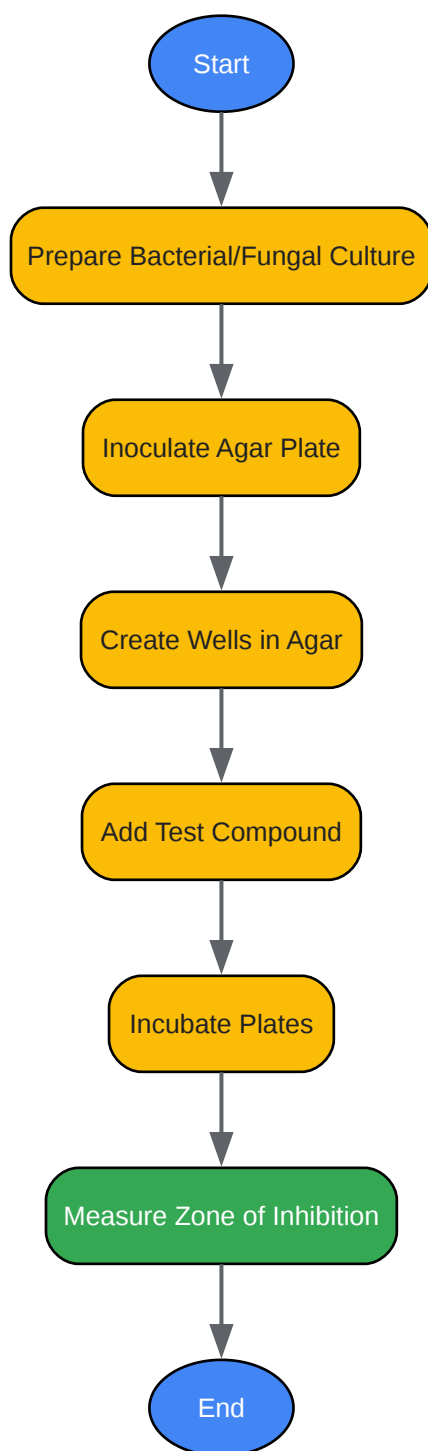 Start
Prepare Bacterial/Fungal Culture
Inoculate Agar Plate
Create Wells in Agar
Add Test Compound
Incubate Plates
Measure Zone of Inhibition
End